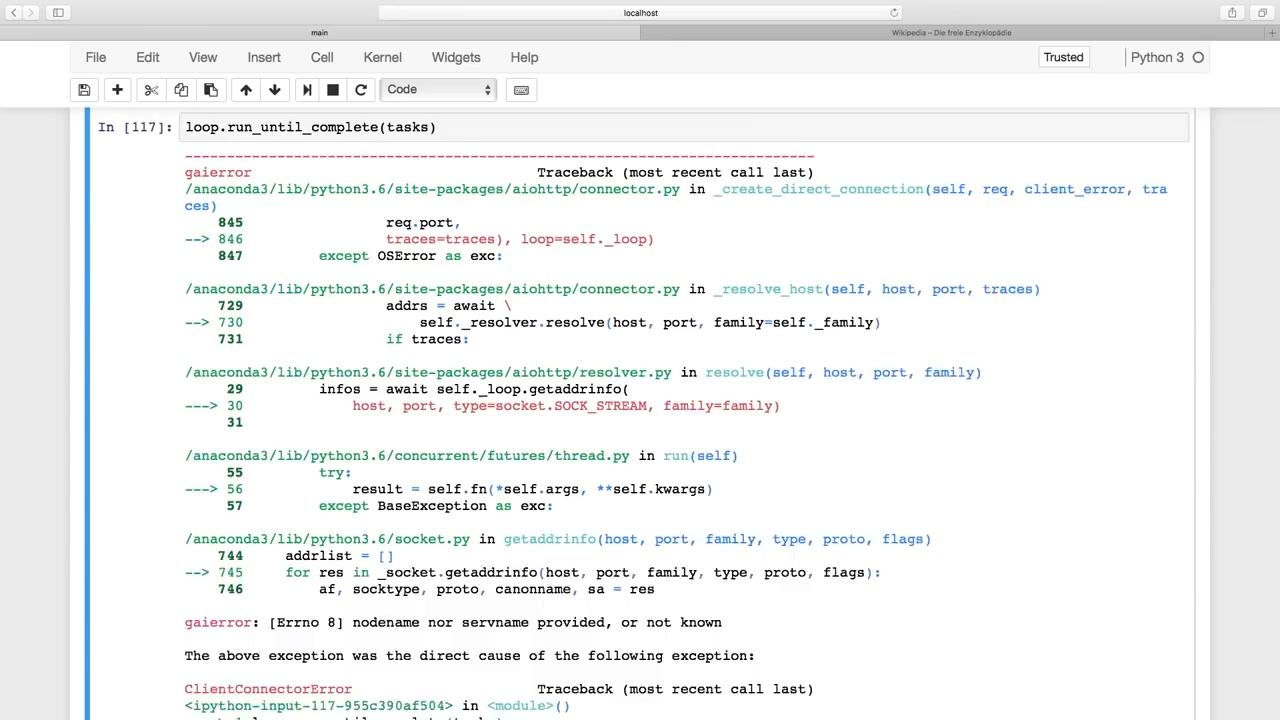 localhost
main
Wikipedia – Die freie Enzyklopädie
File Edit View Insert Cell Kernel Widgets Help
Trusted
Python 3
Code
In [117]: loop.run_until_complete(tasks)
---------------------------------------------------------------------------
gaierror Traceback (most recent call last)
/anaconda3/lib/python3.6/site-packages/aiohttp/connector.py in _create_direct_connection(self, req, client_error, tra
ces)
845 req.port,
--> 846 traces=traces), loop=self._loop)
847 except OSError as exc:
/anaconda3/lib/python3.6/site-packages/aiohttp/connector.py in _resolve_host(self, host, port, traces)
729 addrs = await \
--> 730 self._resolver.resolve(host, port, family=self._family)
731 if traces:
/anaconda3/lib/python3.6/site-packages/aiohttp/resolver.py in resolve(self, host, port, family)
29 infos = await self._loop.getaddrinfo(
---> 30 host, port, type=socket.SOCK_STREAM, family=family)
31
/anaconda3/lib/python3.6/concurrent/futures/thread.py in run(self)
55 try:
---> 56 result = self.fn(*self.args, **self.kwargs)
57 except BaseException as exc:
/anaconda3/lib/python3.6/socket.py in getaddrinfo(host, port, family, type, proto, flags)
744 addrlist = []
--> 745 for res in _socket.getaddrinfo(host, port, family, type, proto, flags):
746 af, socktype, proto, canonname, sa = res
gaierror: [Errno 8] nodename nor servname provided, or not known
The above exception was the direct cause of the following exception:
ClientConnectorError Traceback (most recent call last)
<ipython-input-117-955c390af504> in <module>()